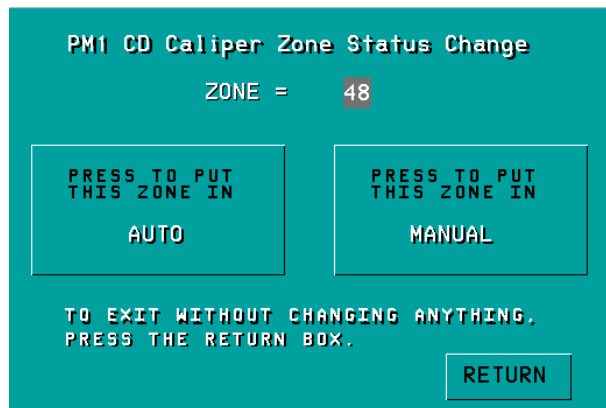 PM1 CD Caliper Zone Status Change
ZONE = 48
PRESS TO PUT
THIS ZONE IN
AUTO
PRESS TO PUT
THIS ZONE IN
MANUAL
TO EXIT WITHOUT CHANGING ANYTHING,
PRESS THE RETURN BOX.
RETURN